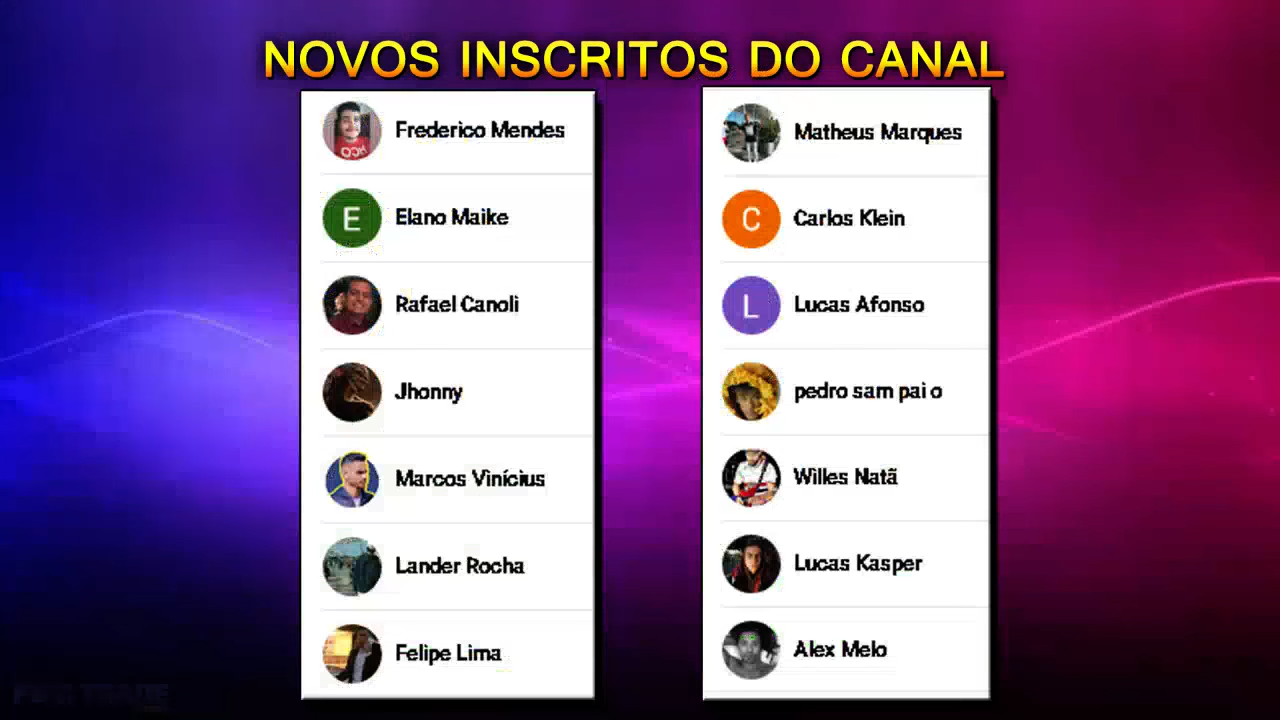 NOVOS INSCRITOS DO CANAL
Frederico Mendes
E
Elano Maike
Rafael Canoli
Jhonny
Marcos Vinícius
Lander Rocha
Felipe Lima
Matheus Marques
C
Carlos Klein
L
Lucas Afonso
pedro sam pai o
Willes Natã
Lucas Kasper
Alex Melo